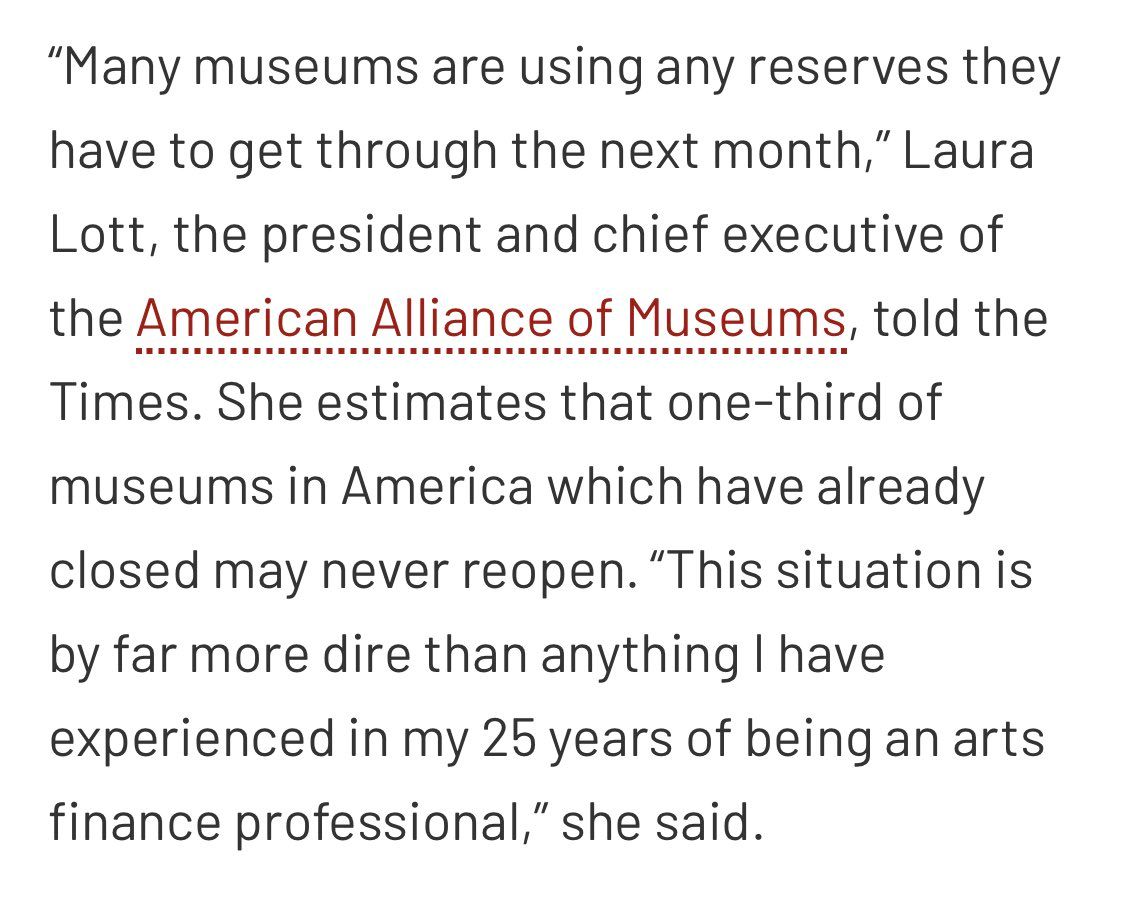 “Many museums are using any reserves they
have to get through the next month,” Laura
Lott, the president and chief executive of
the American Alliance of Museums, told the
Times. She estimates that one-third of
museums in America which have already
closed may never reopen. “This situation is
by far more dire than anything I have
experienced in my 25 years of being an arts
finance professional,” she said.